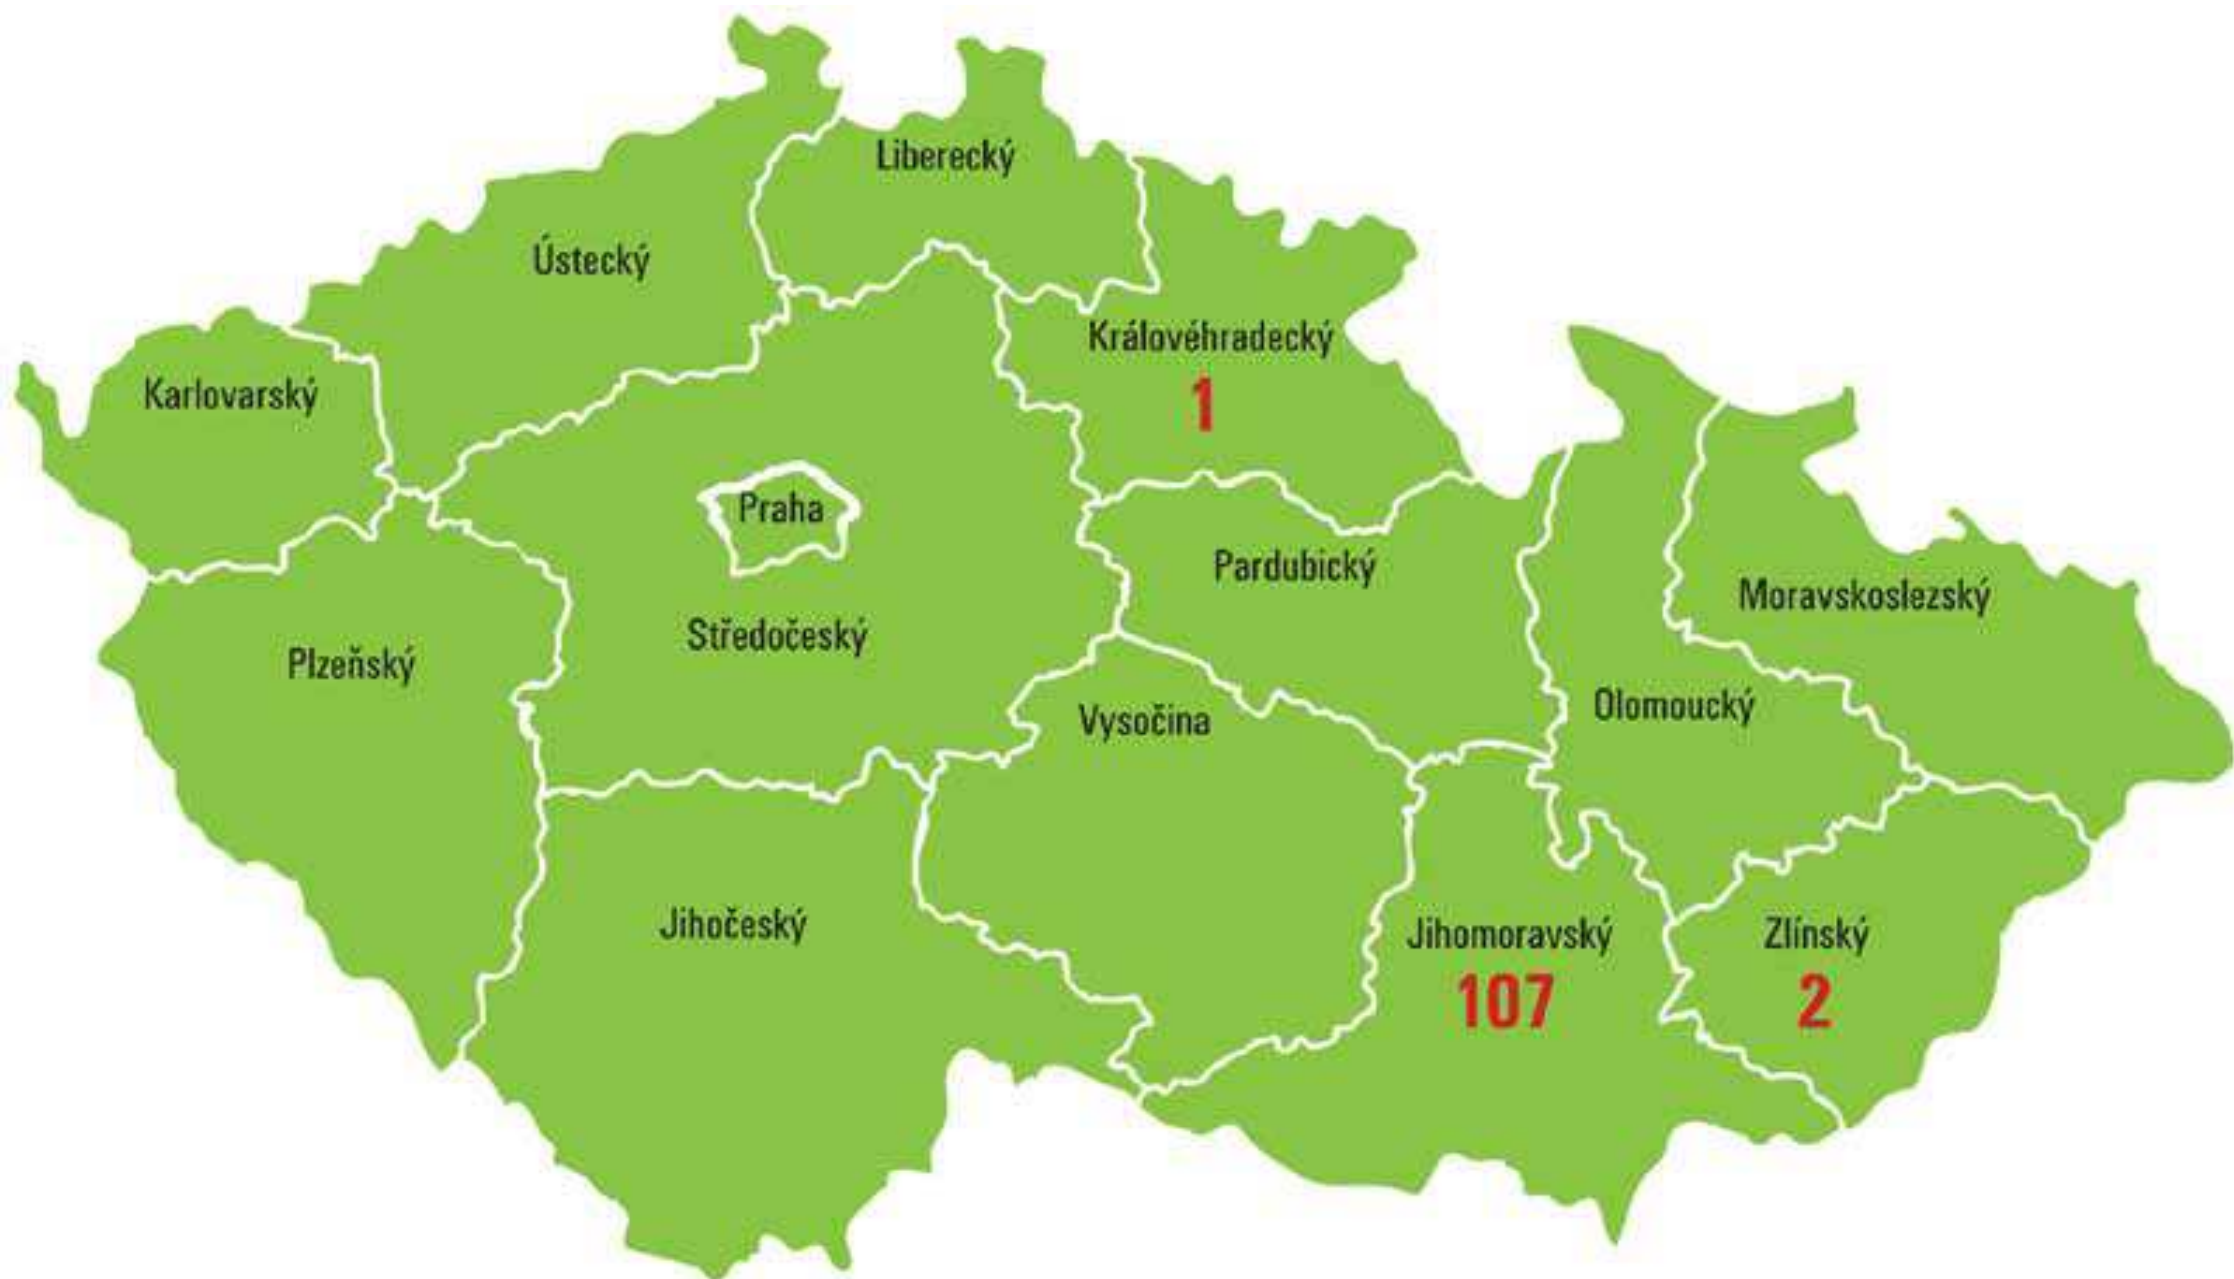 Liberecký
Ústecký
Královéhradecký
1
Karlovarský
Praha
Pardubický
Moravskoslezský
Středočeský
Plzeňský
Olomoucký
Vysočina
Jihočeský
Jihomoravský
107
Zlínský
2